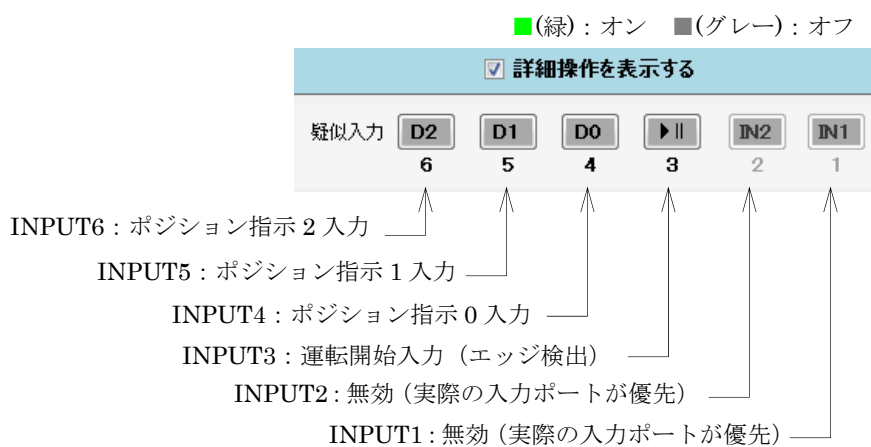 ■(緑)：オン ■(グレー)：オフ
詳細操作を表示する
疑似入力 D2 D1 D0 ▶|| IN2 IN1
6 5 4 3 2 1
INPUT6：ポジション指示 2 入力
INPUT5：ポジション指示 1 入力
INPUT4：ポジション指示 0 入力
INPUT3：運転開始入力（エッジ検出）
INPUT2：無効（実際の入力ポートが優先）
INPUT1：無効（実際の入力ポートが優先）